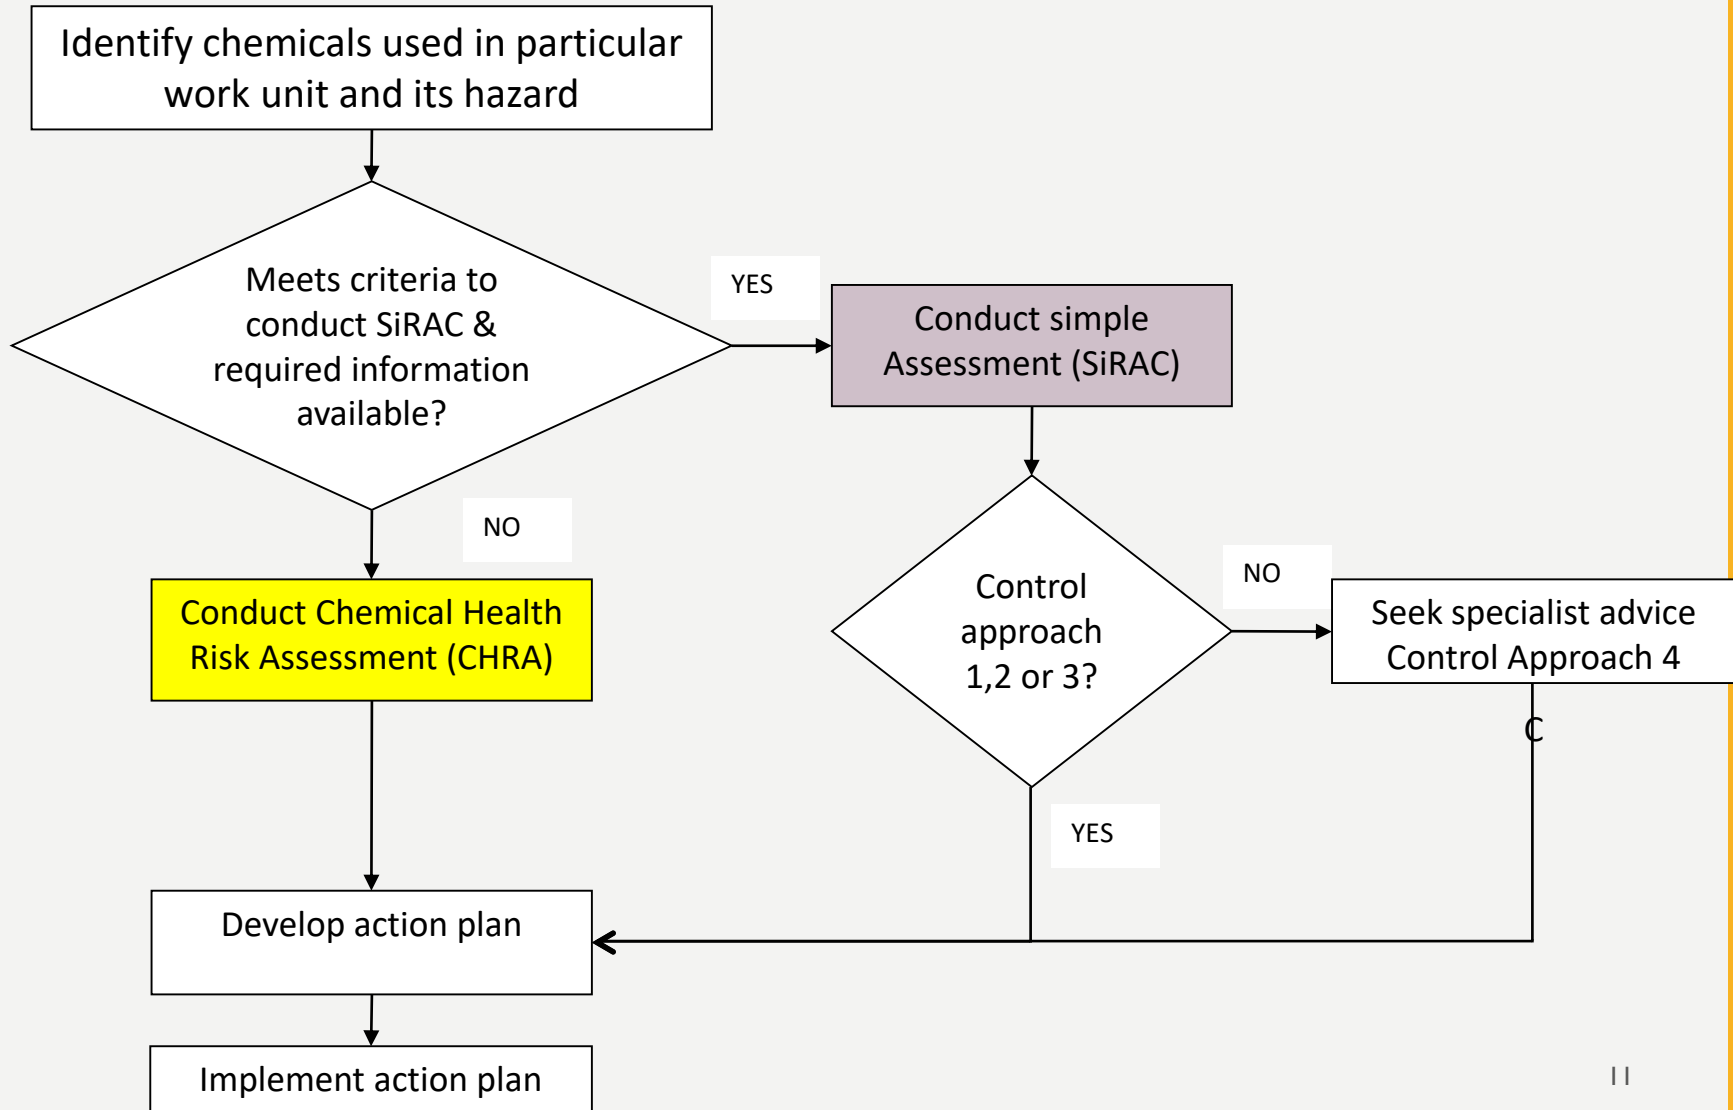 Identify chemicals used in particular
work unit and its hazard
Meets criteria to
conduct SiRAC &
required information
available?
YES
Conduct simple
Assessment (SiRAC)
NO
Conduct Chemical Health
Risk Assessment (CHRA)
Control
approach
1,2 or 3?
NO
Seek specialist advice
Control Approach 4
C
YES
Develop action plan
Implement action plan
11